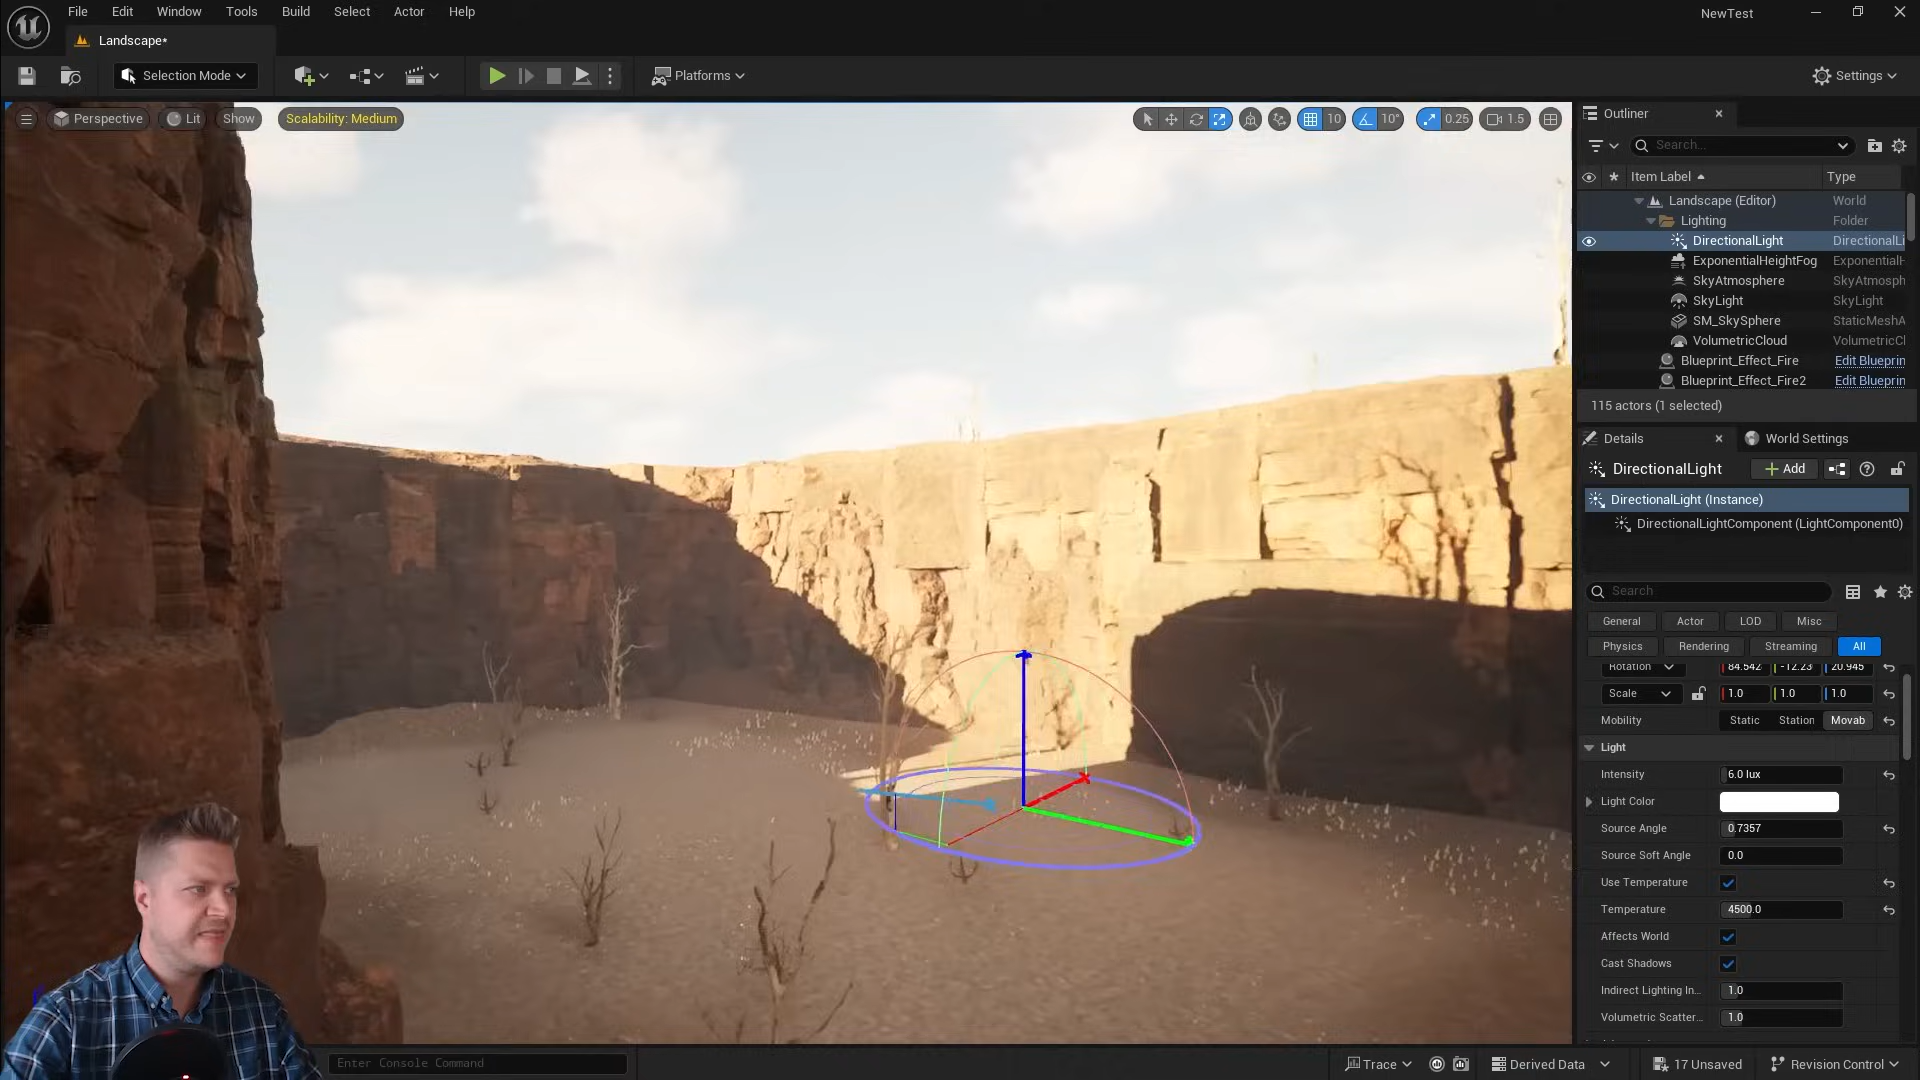 File Edit Window Tools Build Select Actor Help
NewTest
Landscape*
Selection Mode
Platforms
Settings
Perspective Lit Show Scalability: Medium
10 10° 0.25 1.5
Outliner
Search...
Item Label Type
Landscape (Editor) World
Lighting Folder
DirectionalLight DirectionalLi
ExponentialHeightFog Exponential
SkyAtmosphere SkyAtmosph
SkyLight SkyLight
SM_SkySphere StaticMeshA
VolumetricCloud VolumetricCl
Blueprint_Effect_Fire Edit Blueprin
Blueprint_Effect_Fire2 Edit Blueprin
115 actors (1 selected)
Details World Settings
DirectionalLight Add
DirectionalLight (Instance)
DirectionalLightComponent (LightComponent0)
Search
General Actor LOD Misc
Physics Rendering Streaming All
Rotation 84.542 -12.23 20.945
Scale 1.0 1.0 1.0
Mobility Static Station Movab
Light
Intensity 6.0 lux
Light Color
Source Angle 0.7357
Source Soft Angle 0.0
Use Temperature
Temperature 4500.0
Affects World
Cast Shadows
Indirect Lighting In... 1.0
Volumetric Scatter... 1.0
Enter Console Command
Trace Derived Data 17 Unsaved Revision Control